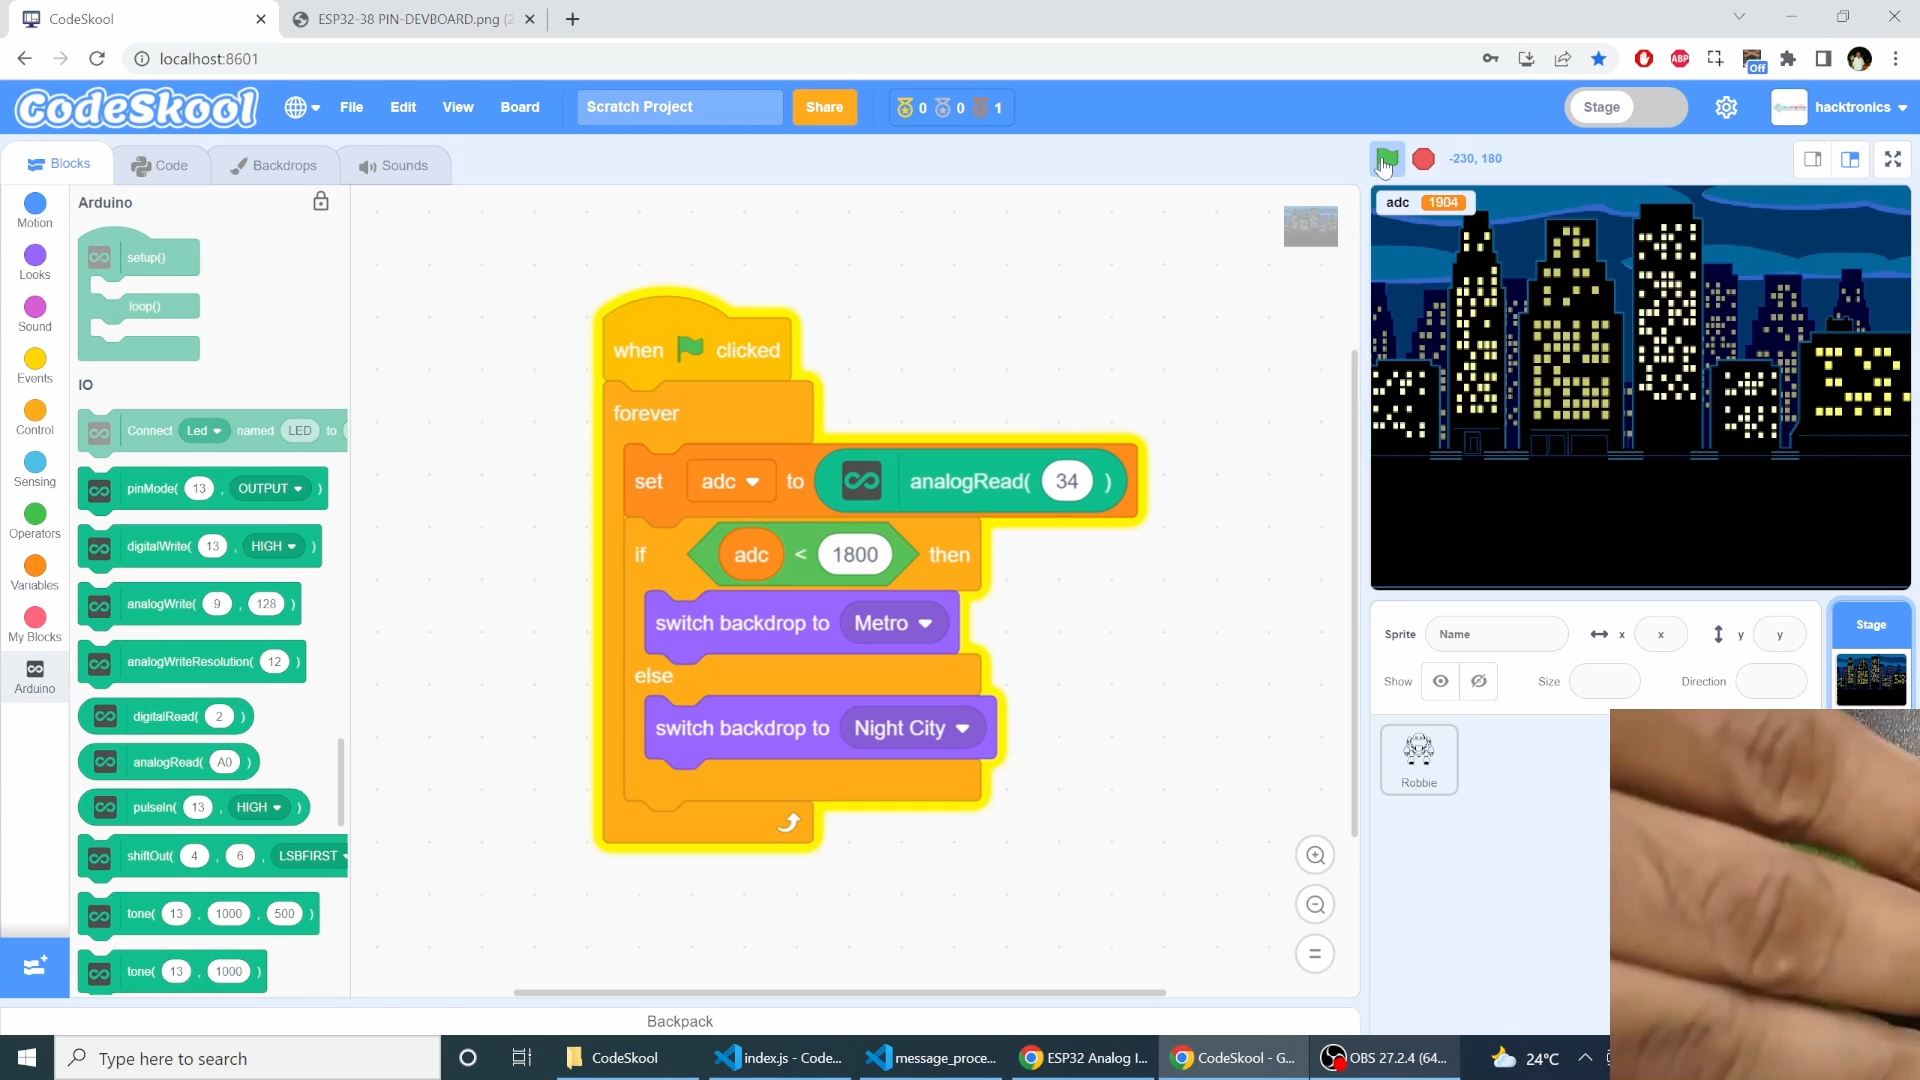 CodeSkool
ESP32-38 PIN-DEVBOARD.png (2
localhost:8601
ABP
Off
CodeSkool
File
Edit
View
Board
Scratch Project
Share
0
0
1
Stage
hacktronics
Blocks
Code
Backdrops
Sounds
-230, 180
Motion
Looks
Sound
Events
Control
Sensing
Operators
Variables
My Blocks
Arduino
Arduino
setup()
loop()
IO
Connect Led named LED to
pinMode( 13 , OUTPUT )
digitalWrite( 13 , HIGH )
analogWrite( 9 , 128 )
analogWriteResolution( 12 )
digitalRead( 2 )
analogRead( A0 )
pulseIn( 13 , HIGH )
shiftOut( 4 , 6 , LSBFIRST
tone( 13 , 1000 , 500 )
tone( 13 , 1000 )
when clicked
forever
set adc to analogRead( 34 )
if adc < 1800 then
switch backdrop to Metro
else
switch backdrop to Night City
adc 1904
Sprite Name x x y y
Show Size Direction
Stage
Robbie
Backpack
Type here to search
CodeSkool
index.js - Code...
message_proce...
ESP32 Analog I...
CodeSkool - G...
OBS 27.2.4 (64...
24°C